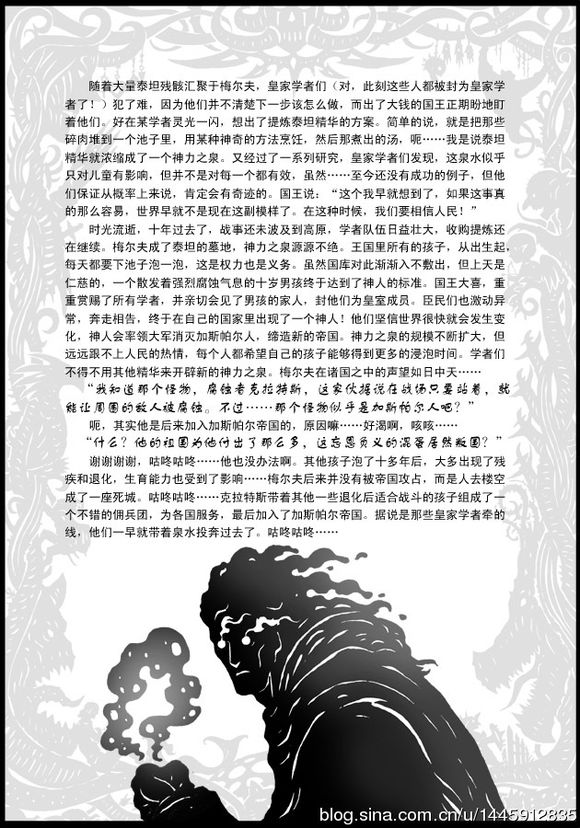 随着大量泰坦残骸汇聚于梅尔夫，皇家学者们（对，此刻这些人都被封为皇家学
者了！）犯了难，因为他们并不清楚下一步该怎么做，而出了大钱的国王正期盼地盯
着他们。好在某学者灵光一闪，想出了提炼泰坦精华的方案。简单的说，就是把那些
碎肉堆到一个池子里，用某种神奇的方法烹饪，然后那煮出的汤，呃……我是说泰坦
精华就浓缩成了一个神力之泉。又经过了一系列研究，皇家学者们发现，这泉水似乎
只对儿童有影响，但并不是对每一个都有效，虽然……至今还没有成功的例子，但他
们保证从概率上来说，肯定会有奇迹的。国王说：“这个我早就想到了，如果这事真
的那么容易，世界早就不是现在这副模样了。在这种时候，我们要相信人民！”
时光流逝，十年过去了，战事还未波及到高原，学者队伍日益壮大，收购提炼还
在继续。梅尔夫成了泰坦的墓地，神力之泉源源不绝。王国里所有的孩子，从出生起，
每天都要下池子泡一泡，这是权力也是义务。虽然国库对此渐渐入不敷出，但上天是
仁慈的，一个散发着强烈腐蚀气息的十岁男孩终于达到了神人的标准。国王大喜，重
重赏赐了所有学者，并亲切会见了男孩的家人，封他们为皇室成员。臣民们也激动异
常，奔走相告，终于在自己的国家里出现了一个神人！他们坚信世界很快就会发生变
化，神人会率领大军消灭加斯帕尔人，缔造新的帝国。神力之泉的规模不断扩大，但
远远跟不上人民的热情，每个人都希望自己的孩子能够得到更多的浸泡时间。学者们
不得不用其他精华来开辟新的神力之泉。梅尔夫在诸国之中的声望如日中天……
“我知道那个怪物，腐蚀者克拉特斯，这家伙据说在战场只要站着，就
能让周围的敌人被腐蚀。不过……那个怪物似乎是加斯帕尔人吧？”
呃，其实他是后来加入加斯帕尔帝国的，原因嘛……好渴啊，咳咳……
“什么？他的祖国为他付出了那么多，这忘恩负义的混蛋居然叛国？”
谢谢谢谢，咕咚咕咚……他也没办法啊。其他孩子泡了十多年后，大多出现了残
疾和退化，生育能力也受到了影响……梅尔夫后来并没有被帝国攻占，而是人去楼空
成了一座死城。咕咚咕咚……克拉特斯带着其他一些退化后适合战斗的孩子组成了一
个不错的佣兵团，为各国服务，最后加入了加斯帕尔帝国。据说是那些皇家学者牵的
线，他们一早就带着泉水投奔过去了。咕咚咕咚……
blog.sina.com.cn/u/1445912835